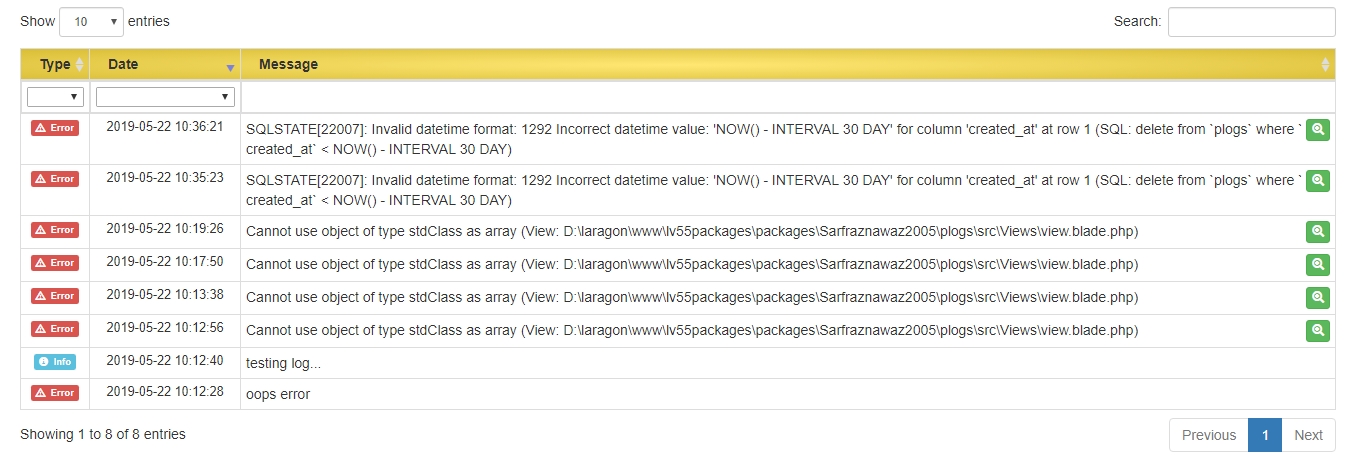 Show 10 entries Search:
Type Date Message
Error 2019-05-22 10:36:21 SQLSTATE[22007]: Invalid datetime format: 1292 Incorrect datetime value: 'NOW() - INTERVAL 30 DAY' for column 'created_at' at row 1 (SQL: delete from `plogs` where `
created_at` < NOW() - INTERVAL 30 DAY)
Error 2019-05-22 10:35:23 SQLSTATE[22007]: Invalid datetime format: 1292 Incorrect datetime value: 'NOW() - INTERVAL 30 DAY' for column 'created_at' at row 1 (SQL: delete from `plogs` where `
created_at` < NOW() - INTERVAL 30 DAY)
Error 2019-05-22 10:19:26 Cannot use object of type stdClass as array (View: D:\laragon\www\lv55packages\packages\Sarfraznawaz2005\plogs\src\Views\view.blade.php)
Error 2019-05-22 10:17:50 Cannot use object of type stdClass as array (View: D:\laragon\www\lv55packages\packages\Sarfraznawaz2005\plogs\src\Views\view.blade.php)
Error 2019-05-22 10:13:38 Cannot use object of type stdClass as array (View: D:\laragon\www\lv55packages\packages\Sarfraznawaz2005\plogs\src\Views\view.blade.php)
Error 2019-05-22 10:12:56 Cannot use object of type stdClass as array (View: D:\laragon\www\lv55packages\packages\Sarfraznawaz2005\plogs\src\Views\view.blade.php)
Info 2019-05-22 10:12:40 testing log...
Error 2019-05-22 10:12:28 oops error
Showing 1 to 8 of 8 entries Previous 1 Next